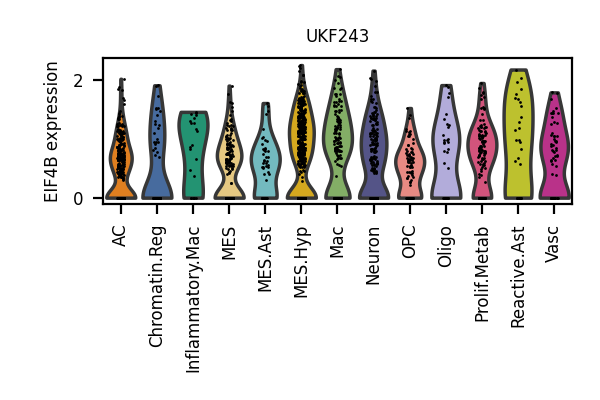 UKF243
EIF4B expression
2
0
AC
Chromatin.Reg
Inflammatory.Mac
MES
MES.Ast
MES.Hyp
Mac
Neuron
OPC
Oligo
Prolif.Metab
Reactive.Ast
Vasc